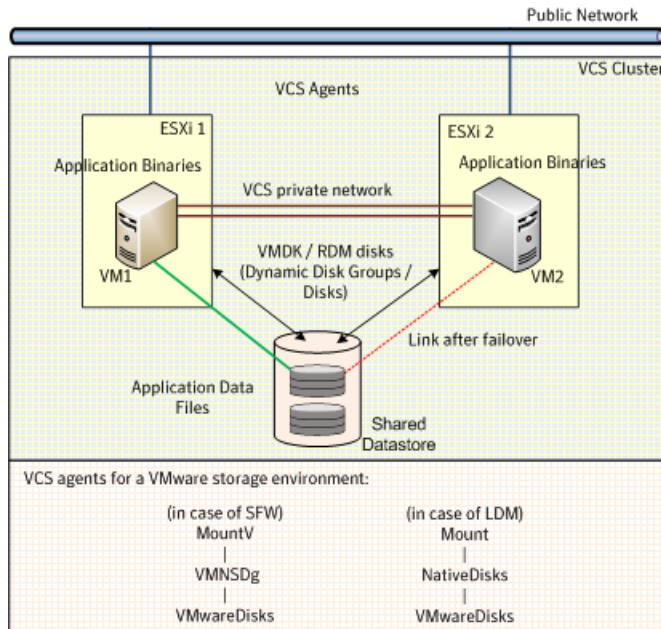 Public Network
VCS Cluster
VCS Agents
ESXi 1
ESXi 2
Application Binaries
Application Binaries
VCS private network
VM1
VM2
VMDK / RDM disks
(Dynamic Disk Groups /
Disks)
Link after failover
Application Data
Files
Shared
Datastore
VCS agents for a VMware storage environment:
(in case of SFW)
MountV
|
VMNSDg
|
VMwareDisks
(in case of LDM)
Mount
|
NativeDisks
|
VMwareDisks